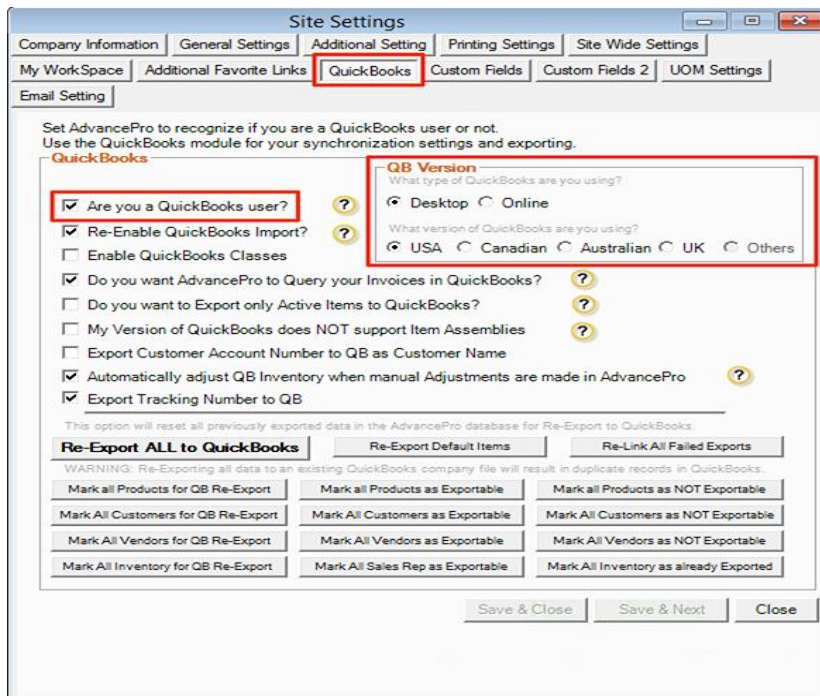 Site Settings
Company Information General Settings Additional Setting Printing Settings Site Wide Settings
My WorkSpace Additional Favorite Links QuickBooks Custom Fields Custom Fields 2 UOM Settings
Email Setting
Set AdvancePro to recognize if you are a QuickBooks user or not.
Use the QuickBooks module for your synchronization settings and exporting.
QuickBooks
QB Version
What type of QuickBooks are you using?
Are you a QuickBooks user? ? Desktop Online
What version of QuickBooks are you using?
Re-Enable QuickBooks Import? ? USA Canadian Australian UK Others
Enable QuickBooks Classes
Do you want AdvancePro to Query your Invoices in QuickBooks? ?
Do you want to Export only Active Items to QuickBooks? ?
My Version of QuickBooks does NOT support Item Assemblies ?
Export Customer Account Number to QB as Customer Name
Automatically adjust QB Inventory when manual Adjustments are made in AdvancePro ?
Export Tracking Number to QB
This option will reset all previously exported data in the AdvancePro database for Re-Export to QuickBooks.
Re-Export ALL to QuickBooks Re-Export Default Items Re-Link All Failed Exports
WARNING: Re-Exporting all data to an existing QuickBooks company file will result in duplicate records in QuickBooks.
Mark all Products for QB Re-Export Mark all Products as Exportable Mark all Products as NOT Exportable
Mark All Customers for QB Re-Export Mark All Customers as Exportable Mark All Customers as NOT Exportable
Mark All Vendors for QB Re-Export Mark All Vendors as Exportable Mark All Vendors as NOT Exportable
Mark All Inventory for QB Re-Export Mark All Sales Rep as Exportable Mark All Inventory as already Exported
Save & Close Save & Next Close